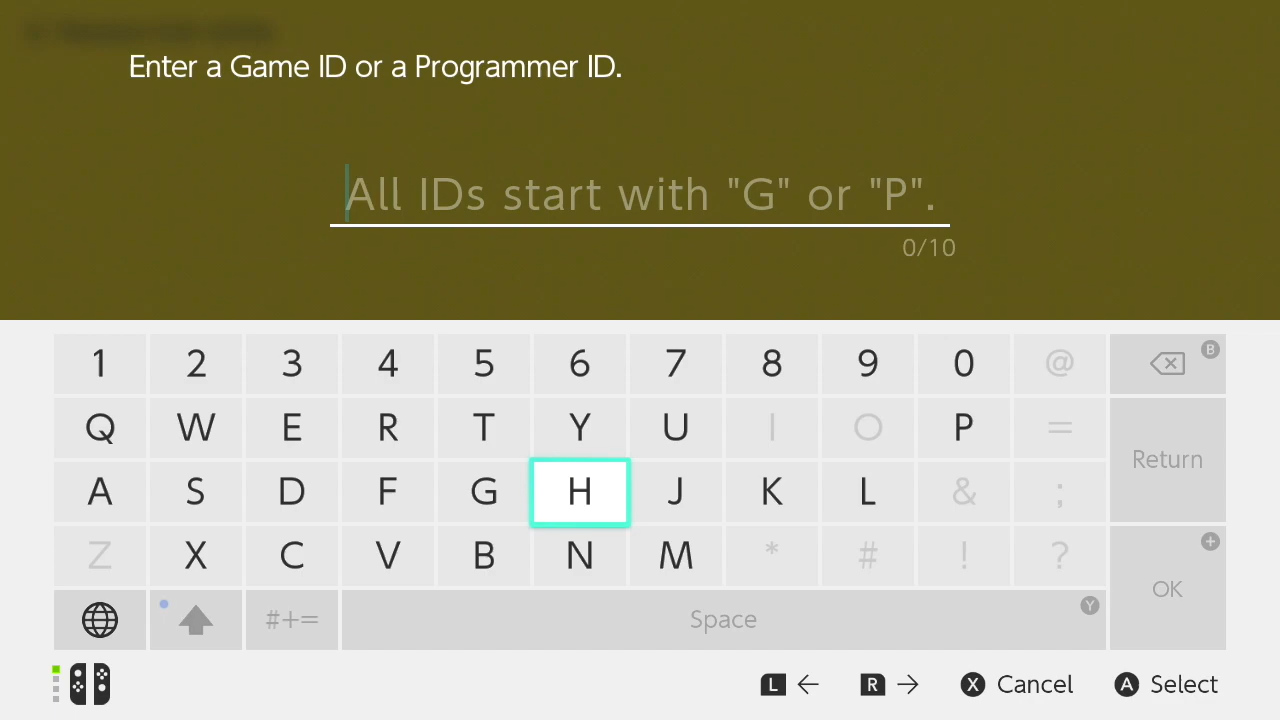 Enter a Game ID or a Programmer ID.
All IDs start with "G" or "P".
0/10
1 2 3 4 5 6 7 8 9 0 @ B
Q W E R T Y U I O P = Return
A S D F G H J K L & ;
Z X C V B N M * # ! ? + OK
#+= Space Y
L ← R → X Cancel A Select